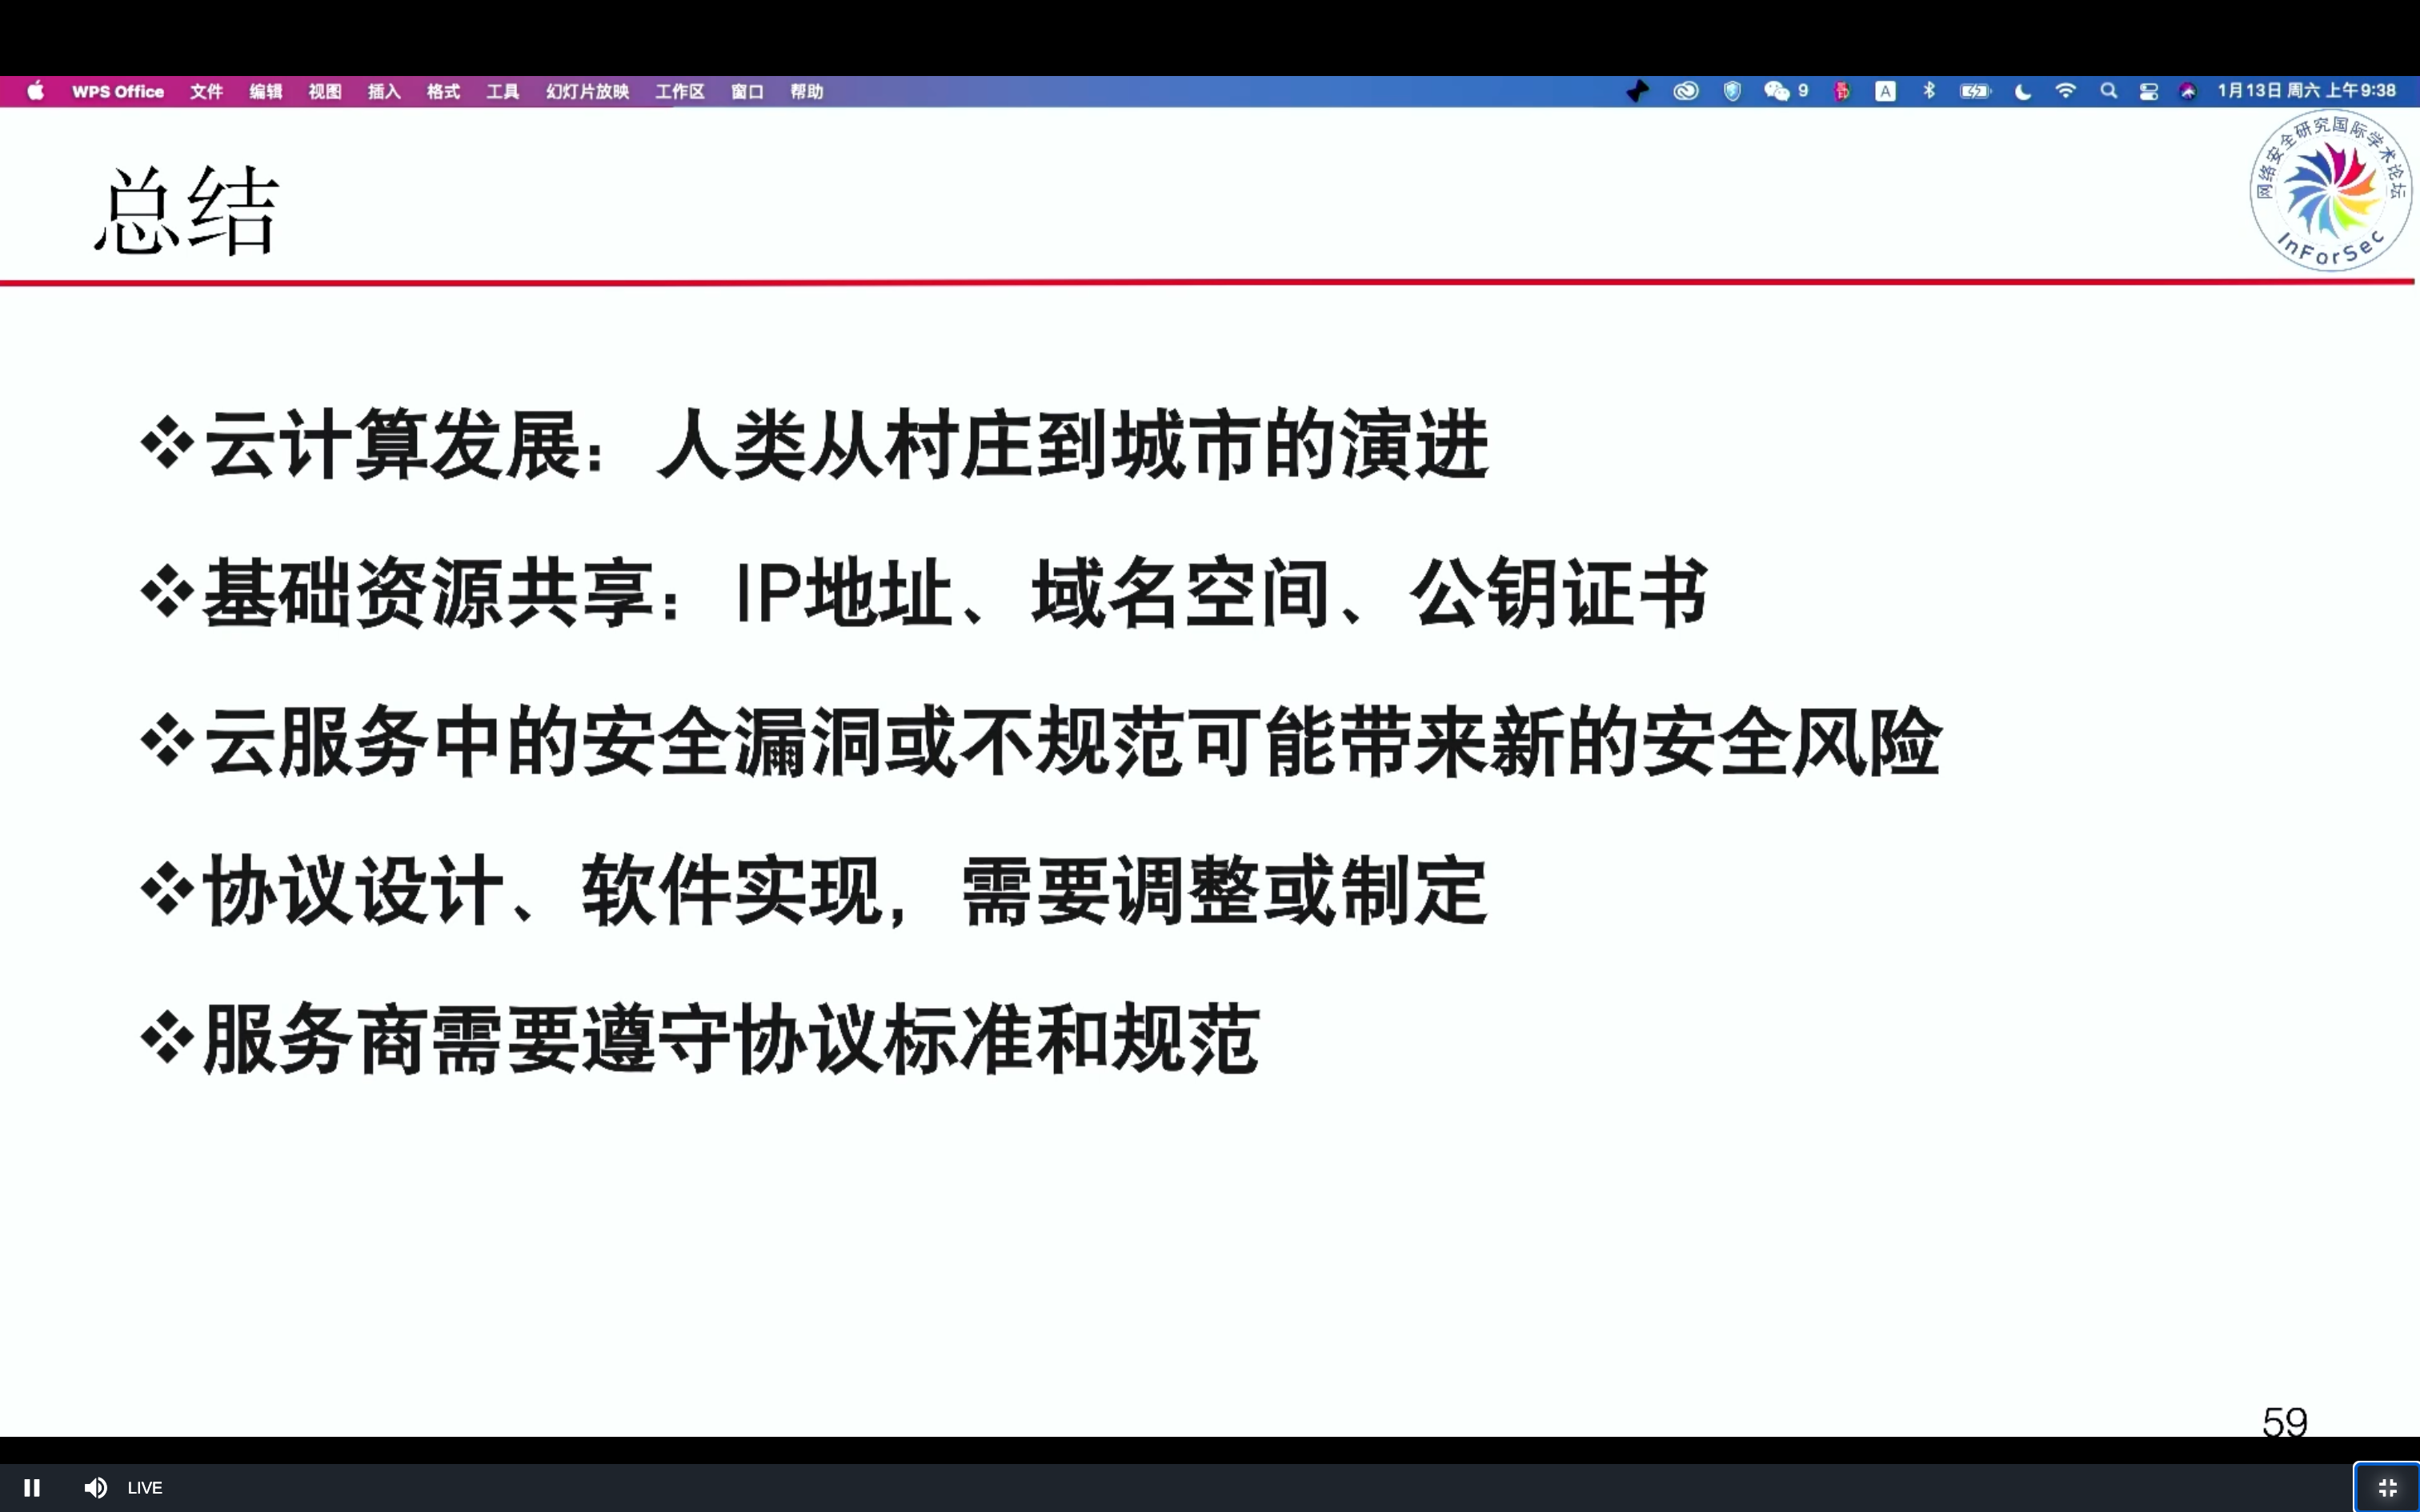 WPS Office 文件 编辑 视图 插入 格式 工具 幻灯片放映 工作区 窗口 帮助 9 A 1月13日 周六 上午9:38
网络安全研究国际学术论坛
InForSec
总结
❖云计算发展：人类从村庄到城市的演进
❖基础资源共享：IP地址、域名空间、公钥证书
❖云服务中的安全漏洞或不规范可能带来新的安全风险
❖协议设计、软件实现，需要调整或制定
❖服务商需要遵守协议标准和规范
59
LIVE